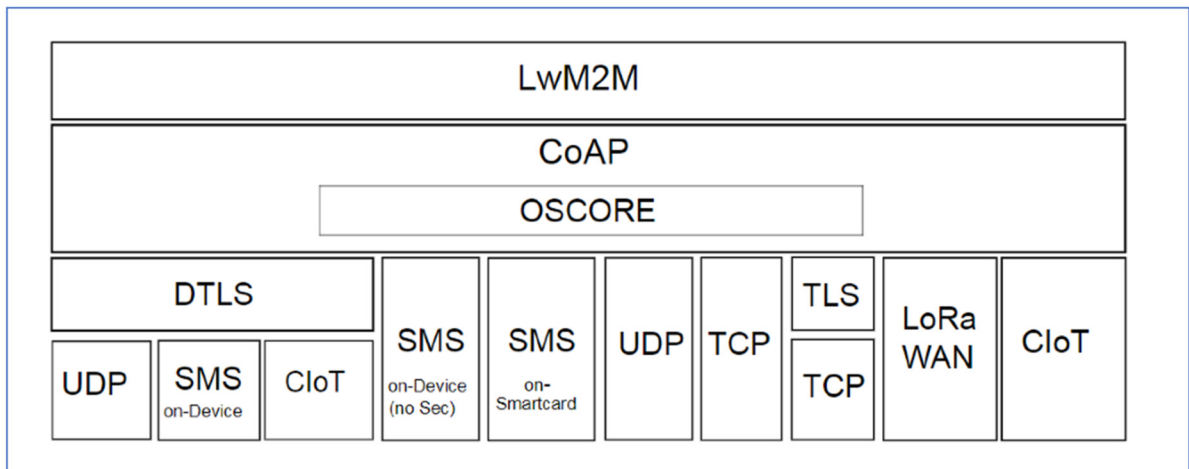 LwM2M
CoAP
OSCORE
DTLS
UDP
SMS
on-Device
CIoT
SMS
on-Device
(no Sec)
SMS
on-
Smartcard
UDP
TCP
TLS
TCP
LoRa
WAN
CIoT